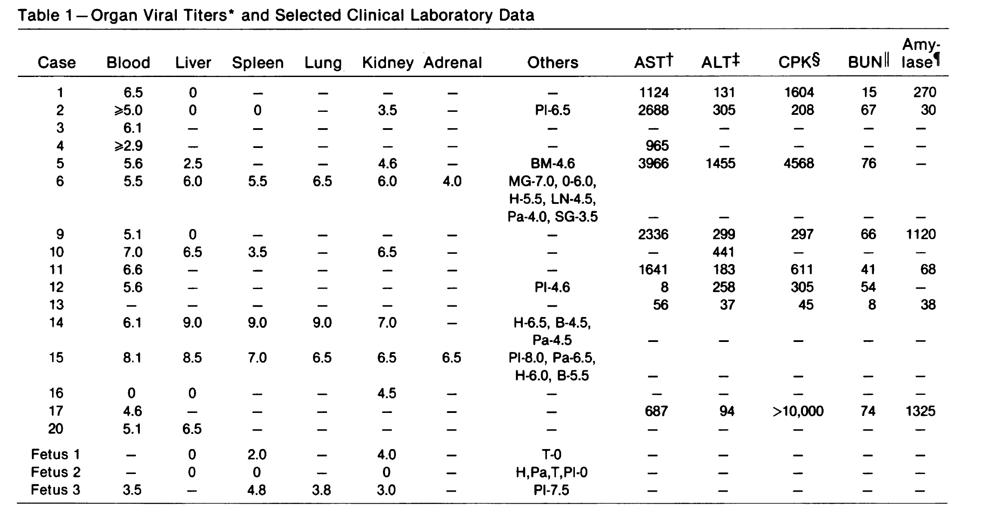 Table 1—Organ Viral Titers* and Selected Clinical Laboratory Data
Amy-
Case Blood Liver Spleen Lung Kidney Adrenal Others AST† ALT‡ CPK§ BUN‖ lase¶
1 6.5 0 — — — — — 1124 131 1604 15 270
2 ⩾5.0 0 0 — 3.5 — Pl-6.5 2688 305 208 67 30
3 6.1 — — — — — — — — — — —
4 ⩾2.9 — — — — — — 965 — — — —
5 5.6 2.5 — — 4.6 — BM-4.6 3966 1455 4568 76 —
6 5.5 6.0 5.5 6.5 6.0 4.0 MG-7.0, 0-6.0,
H-5.5, LN-4.5,
Pa-4.0, SG-3.5 — — — — —
9 5.1 0 — — — — — 2336 299 297 66 1120
10 7.0 6.5 3.5 — 6.5 — — — 441 — — —
11 6.6 — — — — — — 1641 183 611 41 68
12 5.6 — — — — — Pl-4.6 8 258 305 54 —
13 — — — — — — — 56 37 45 8 38
14 6.1 9.0 9.0 9.0 7.0 — H-6.5, B-4.5,
Pa-4.5 — — — — —
15 8.1 8.5 7.0 6.5 6.5 6.5 Pl-8.0, Pa-6.5,
H-6.0, B-5.5 — — — — —
16 0 0 — — 4.5 — — — — — — —
17 4.6 — — — — — — 687 94 >10,000 74 1325
20 5.1 6.5 — — — — — — — — — —
Fetus 1 — 0 2.0 — 4.0 — T-0 — — — — —
Fetus 2 — 0 0 — 0 — H,Pa,T,Pl-0 — — — — —
Fetus 3 3.5 — 4.8 3.8 3.0 — Pl-7.5 — — — — —